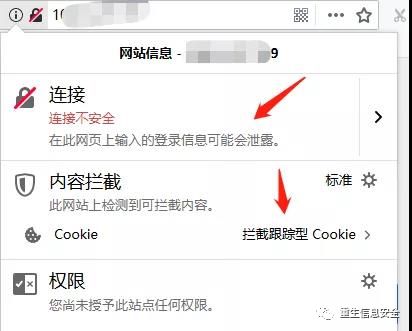 10
网站信息 - 9
连接
连接不安全
在此网页上输入的登录信息可能会泄露。
内容拦截
标准
此网站上检测到可拦截内容。
Cookie
拦截跟踪型 Cookie
权限
您尚未授予此站点任何权限。
重生信息安全